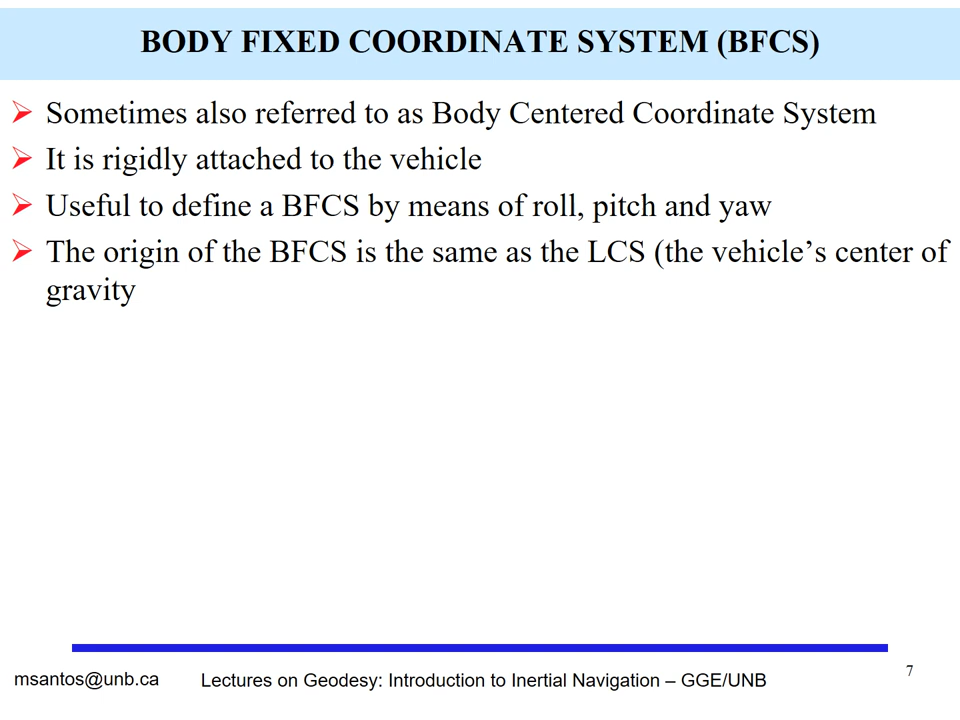 BODY FIXED COORDINATE SYSTEM (BFCS)
➢ Sometimes also referred to as Body Centered Coordinate System
➢ It is rigidly attached to the vehicle
➢ Useful to define a BFCS by means of roll, pitch and yaw
➢ The origin of the BFCS is the same as the LCS (the vehicle’s center of
gravity
msantos@unb.ca
Lectures on Geodesy: Introduction to Inertial Navigation – GGE/UNB
7